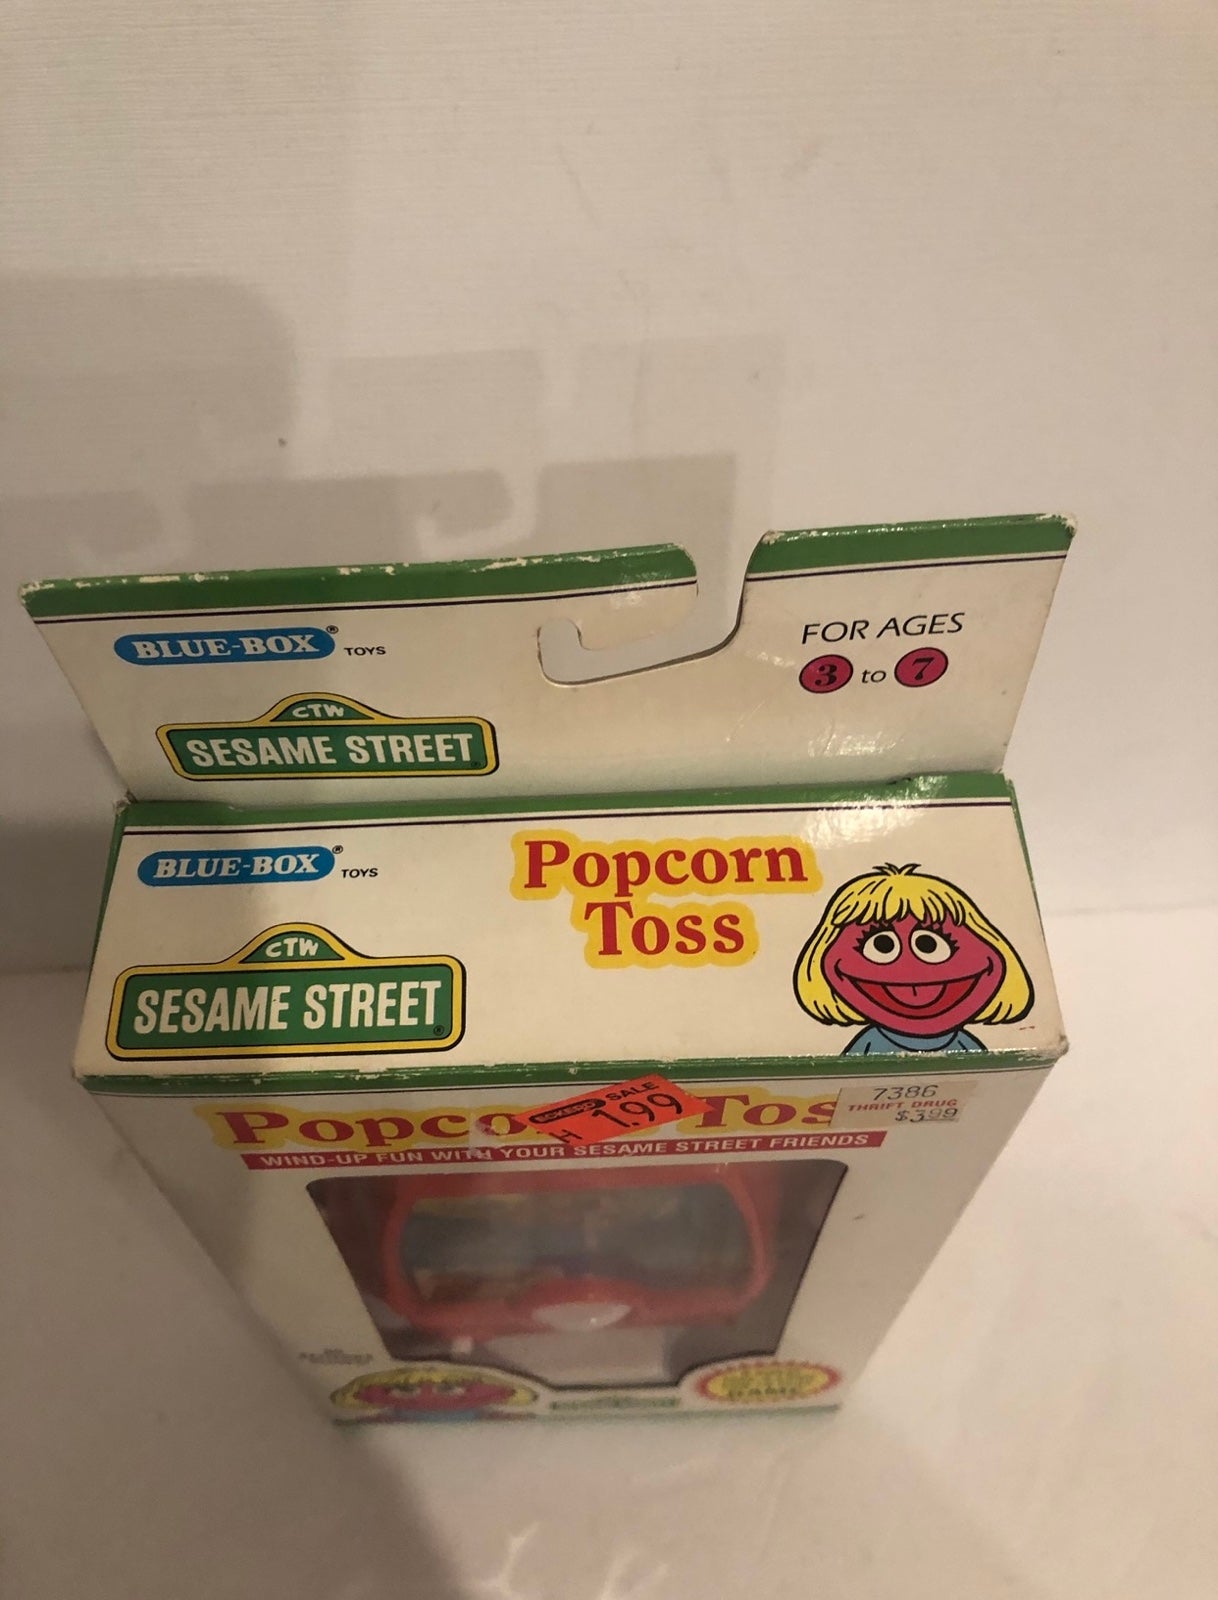 BLUE-BOX® TOYS
FOR AGES
3 to 7
CTW
SESAME STREET
BLUE-BOX® TOYS
Popcorn
Toss
CTW
SESAME STREET®
Popco Tos
SALE
1.99
H
7386
THRIFT DRUG
$3.99
WIND-UP FUN WITH YOUR SESAME STREET FRIENDS